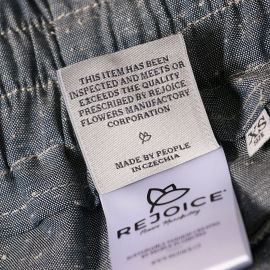 THIS ITEM HAS BEEN
INSPECTED AND MEETS OR
EXCEEDS THE QUALITY
PRESCRIBED BY REJOICE:
FLOWERS MANUFACTORY
CORPORATION
MADE BY PEOPLE
IN CZECHIA
XS
REJOICE